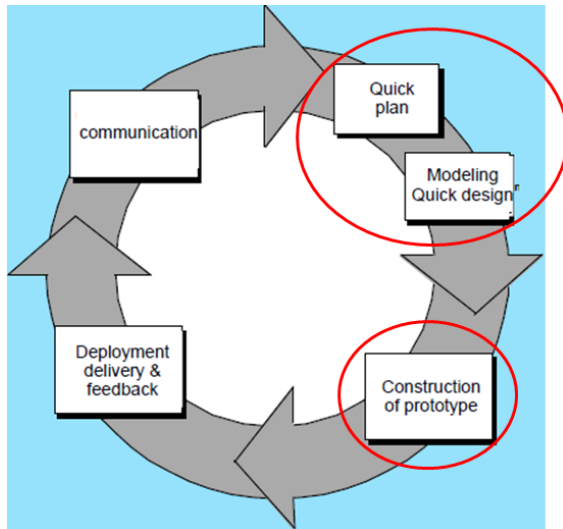 communication
Quick
plan
Modeling
Quick design
Construction
of prototype
Deployment
delivery &
feedback